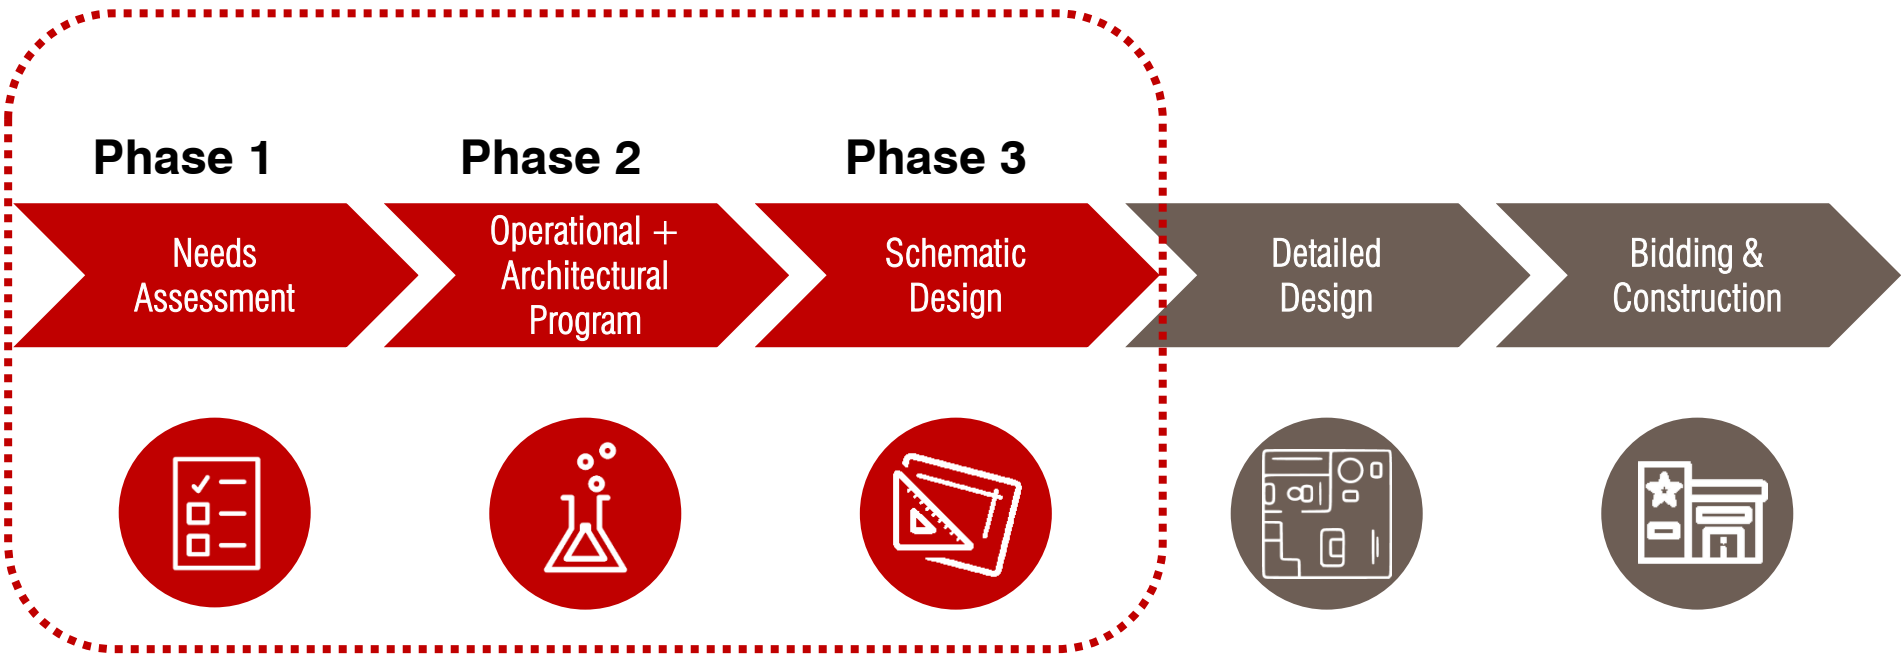 Phase 1
Phase 2
Phase 3
Needs
Assessment
Operational +
Architectural
Program
Schematic
Design
Detailed
Design
Bidding &
Construction